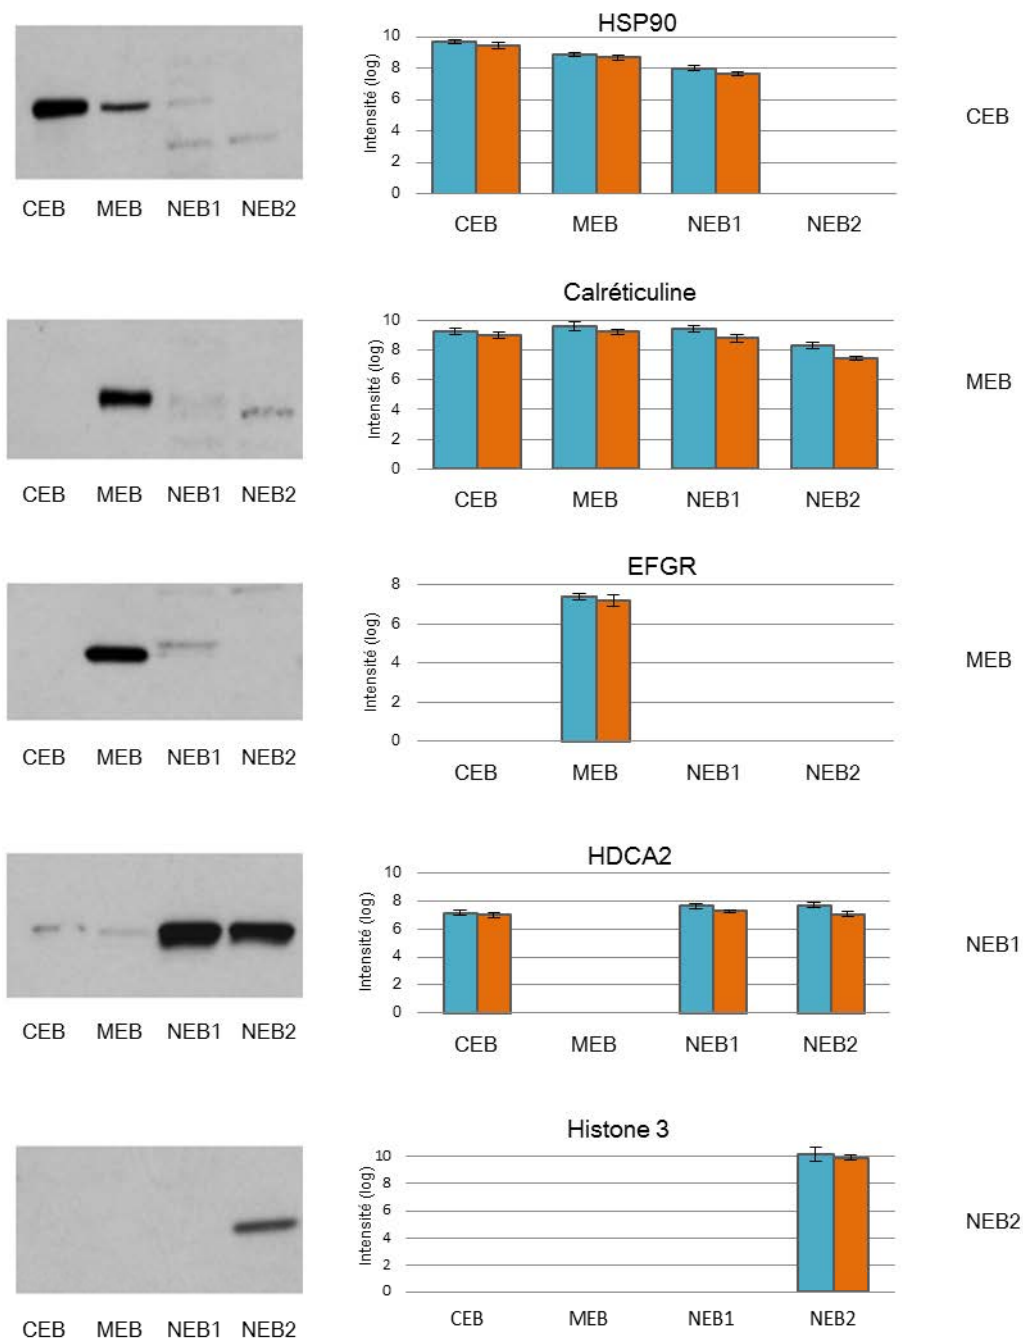 HSP90
Intensité (log)
10
8
6
4
2
0
CEB MEB NEB1 NEB2
CEB MEB NEB1 NEB2
CEB
Calréticuline
Intensité (log)
10
8
6
4
2
0
CEB MEB NEB1 NEB2
CEB MEB NEB1 NEB2
MEB
EFGR
Intensité (log)
8
6
4
2
0
CEB MEB NEB1 NEB2
CEB MEB NEB1 NEB2
MEB
HDCA2
Intensité (log)
10
8
6
4
2
0
CEB MEB NEB1 NEB2
CEB MEB NEB1 NEB2
NEB1
Histone 3
Intensité (log)
10
8
6
4
2
0
CEB MEB NEB1 NEB2
CEB MEB NEB1 NEB2
NEB2